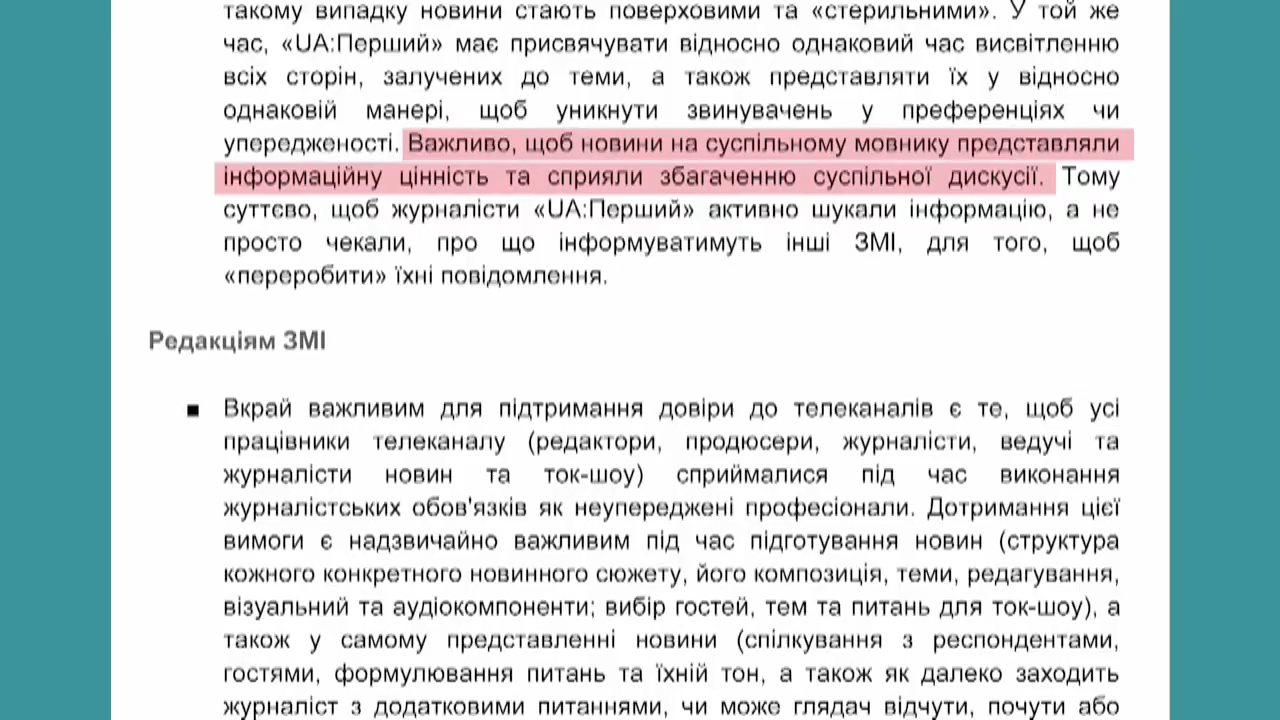 такому випадку новини стають поверховими та «стерильними». У той же
час, «UA:Перший» має присвячувати відносно однаковий час висвітленню
всіх сторін, залучених до теми, а також представляти їх у відносно
однаковій манері, щоб уникнути звинувачень у преференціях чи
упередженості. Важливо, щоб новини на суспільному мовнику представляли
інформаційну цінність та сприяли збагаченню суспільної дискусії. Тому
суттєво, щоб журналісти «UA:Перший» активно шукали інформацію, а не
просто чекали, про що інформуватимуть інші ЗМІ, для того, щоб
«переробити» їхні повідомлення.
Редакціям ЗМІ
▪ Вкрай важливим для підтримання довіри до телеканалів є те, щоб усі
працівники телеканалу (редактори, продюсери, журналісти, ведучі та
журналісти новин та ток-шоу) сприймалися під час виконання
журналістських обов'язків як неупереджені професіонали. Дотримання цієї
вимоги є надзвичайно важливим під час підготування новин (структура
кожного конкретного новинного сюжету, його композиція, теми, редагування,
візуальний та аудіокомпоненти; вибір гостей, тем та питань для ток-шоу), а
також у самому представленні новини (спілкування з респондентами,
гостями, формулювання питань та їхній тон, а також як далеко заходить
журналіст з додатковими питаннями, чи може глядач відчути, почути або